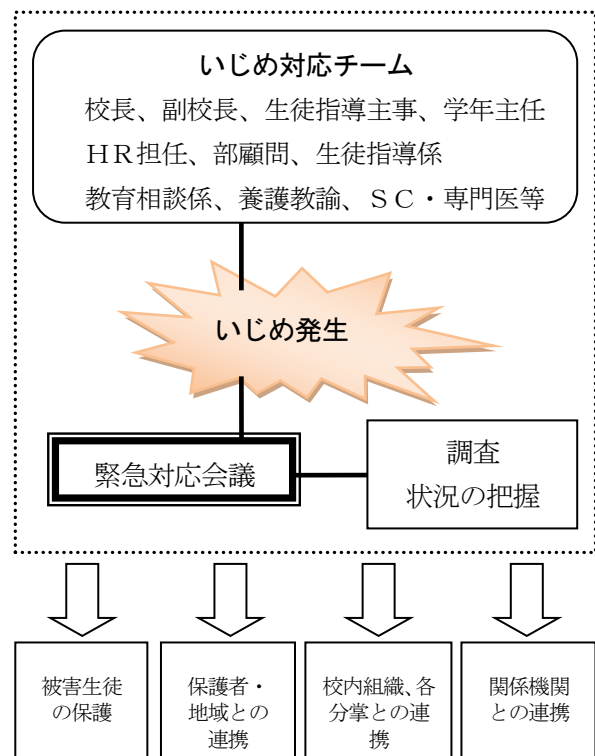 いじめ対応チーム
校長、副校長、生徒指導主事、学年主任
ＨＲ担任、部顧問、生徒指導係
教育相談係、養護教諭、ＳＣ・専門医等
いじめ発生
緊急対応会議
調査
状況の把握
被害生徒
の保護
保護者・
地域との
連携
校内組織、各
分掌との連
携
関係機関
との連携